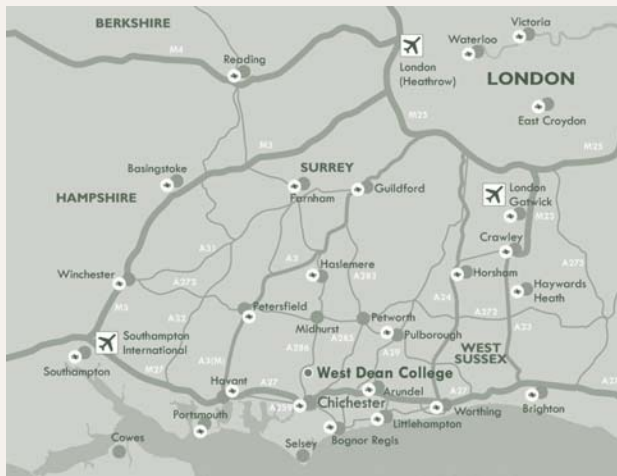 BERKSHIRE
Victoria
Waterloo
M4
Reading
London
(Heathrow)
LONDON
East Croydon
M25
M25
M3
Basingstoke
SURREY
HAMPSHIRE
Farnham
Guildford
London
Gatwick
M23
Crawley
A31
A3
A272
Winchester
Haslemere
A283
Horsham
Haywards
Heath
A24
A272
M3
A32
Petersfield
Midhurst
Petworth
Pulborough
A23
Southampton
International
A3(M)
A286
A285
A29
WEST
SUSSEX
Southampton
M27
West Dean College
Havant
A27
Arundel
A27
Chichester
A259
Worthing
Brighton
Portsmouth
Littlehampton
Bognor Regis
Cowes
Selsey